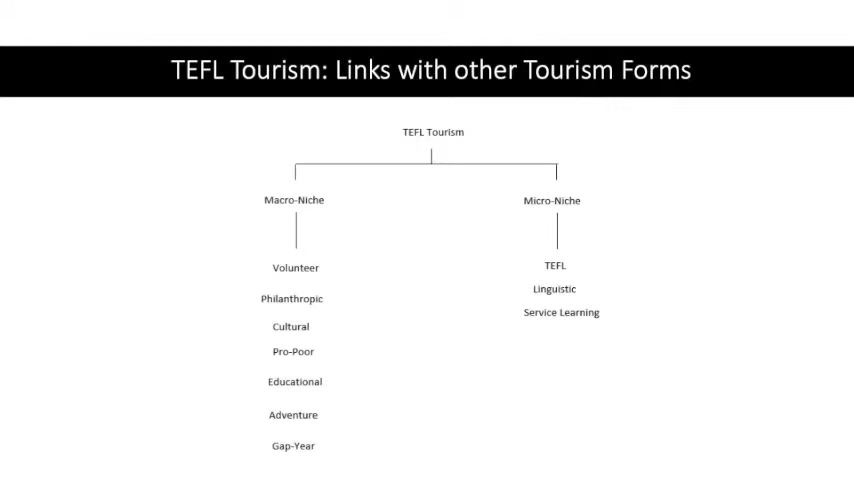 TEFL Tourism: Links with other Tourism Forms
TEFL Tourism
Macro-Niche
Micro-Niche
Volunteer
Philanthropic
Cultural
Pro-Poor
Educational
Adventure
Gap-Year
TEFL
Linguistic
Service Learning